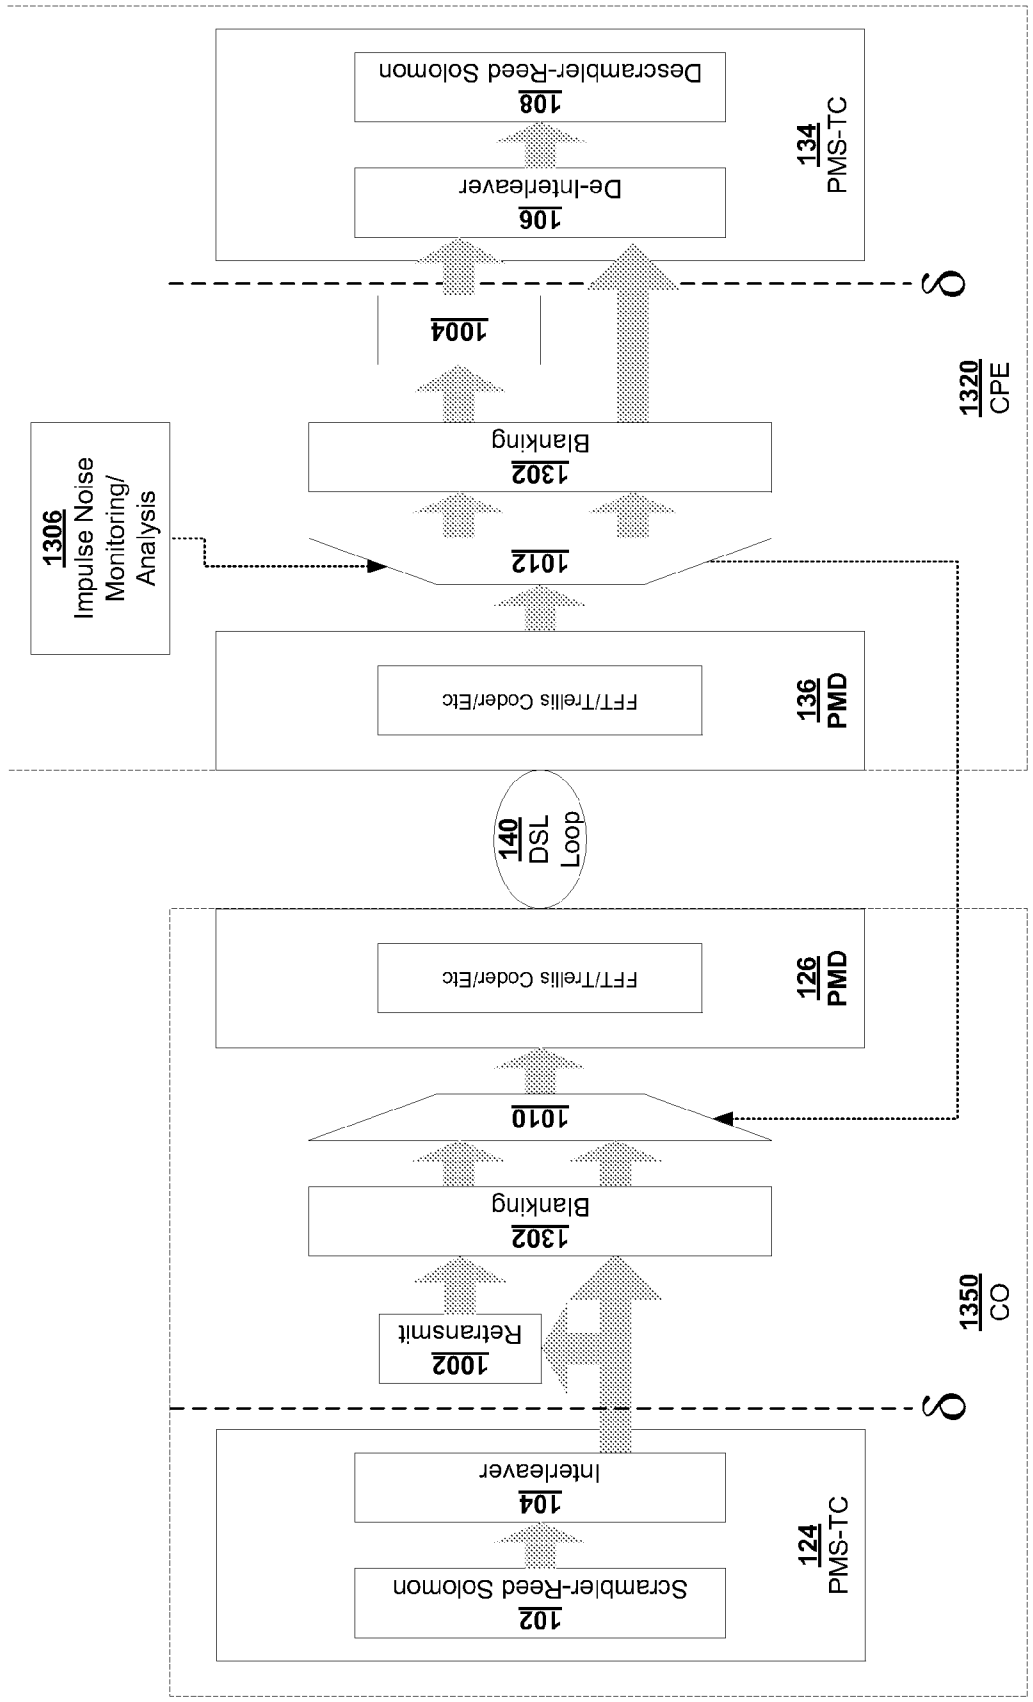 108
Descrambler-Reed Solomon
106
De-Interleaver
134
PMS-TC
δ
1004
1306
Impulse Noise
Monitoring/
Analysis
1302
Blanking
1320
CPE
1012
FFT/Trellis Coder/Etc
136
PMD
140
DSL
Loop
FFT/Trellis Coder/Etc
126
PMD
1010
1302
Blanking
1002
Retransmit
1350
CO
δ
104
Interleaver
102
Scrambler-Reed Solomon
124
PMS-TC